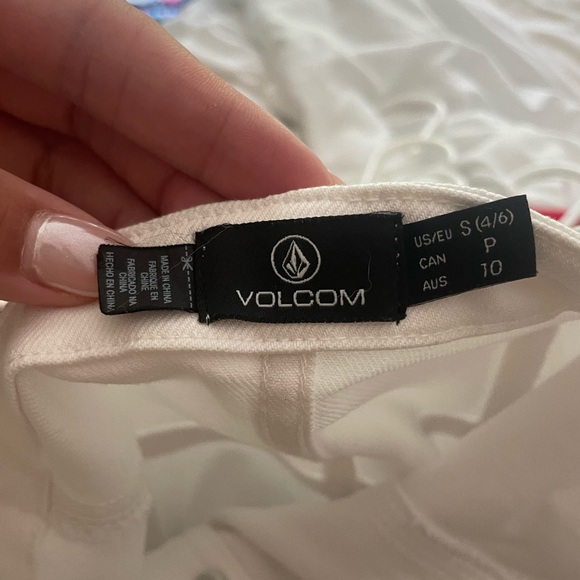 MADE IN CHINA
FABRIQUE EN
CHINE
FABRICADO NA
CHINA
HECHO EN CHINA
VOLCOM
US/EU S (4/6)
CAN P
AUS 10